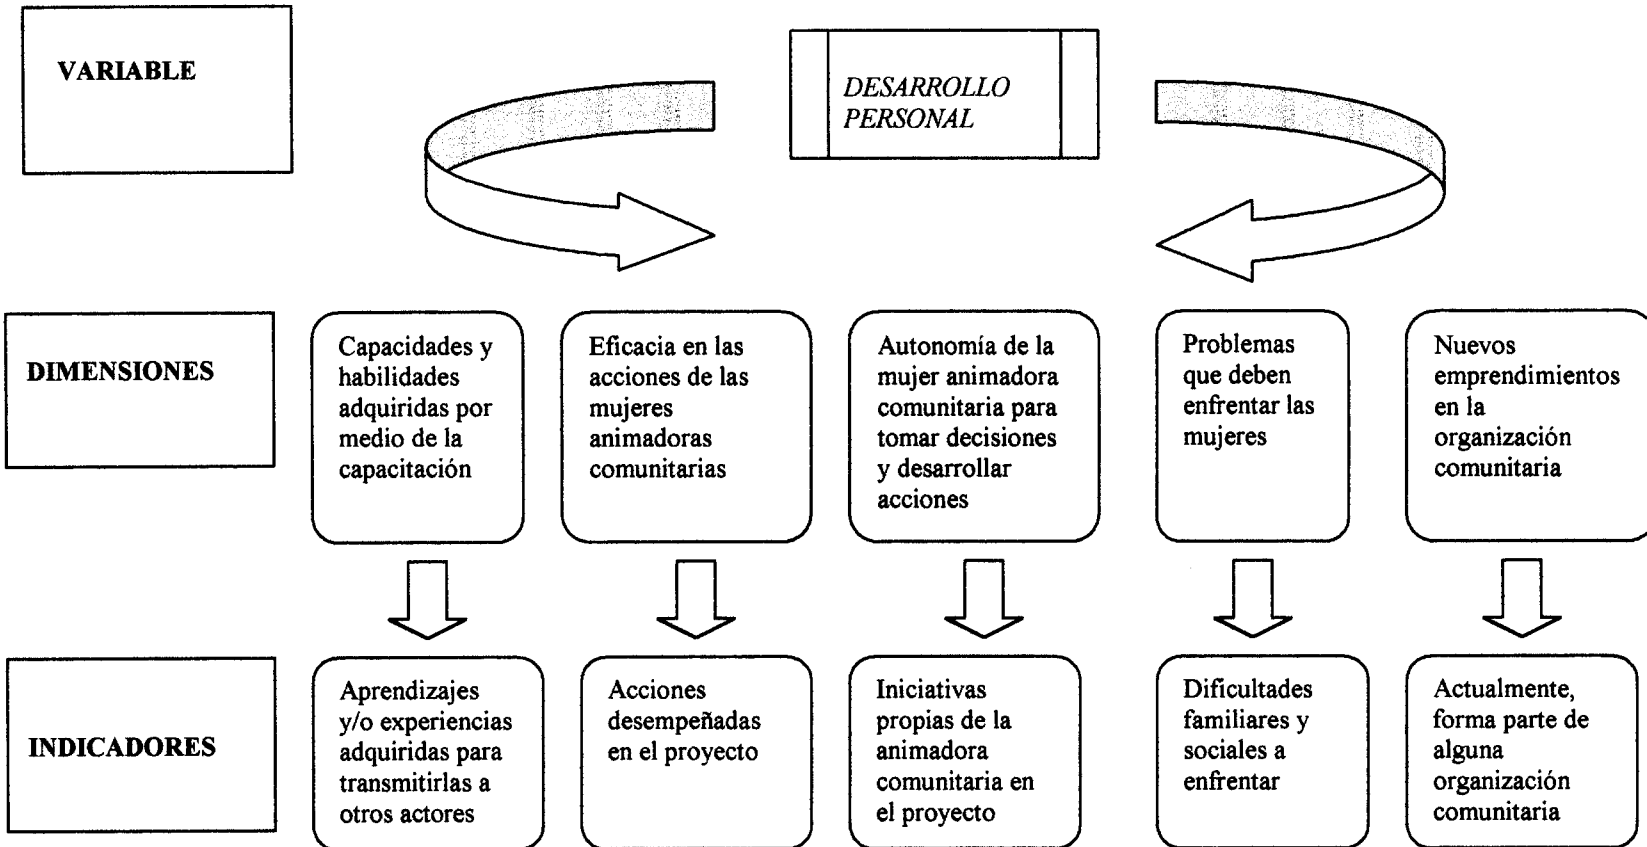 VARIABLE
DESARROLLO
PERSONAL
DIMENSIONES
Capacidades y
habilidades
adquiridas por
medio de la
capacitación
Eficacia en las
acciones de las
mujeres
animadoras
comunitarias
Autonomía de la
mujer animadora
comunitaria para
tomar decisiones
y desarrollar
acciones
Problemas
que deben
enfrentar las
mujeres
Nuevos
emprendimientos
en la
organización
comunitaria
INDICADORES
Aprendizajes
y/o experiencias
adquiridas para
transmitirlas a
otros actores
Acciones
desempeñadas
en el proyecto
Iniciativas
propias de la
animadora
comunitaria en
el proyecto
Dificultades
familiares y
sociales a
enfrentar
Actualmente,
forma parte de
alguna
organización
comunitaria